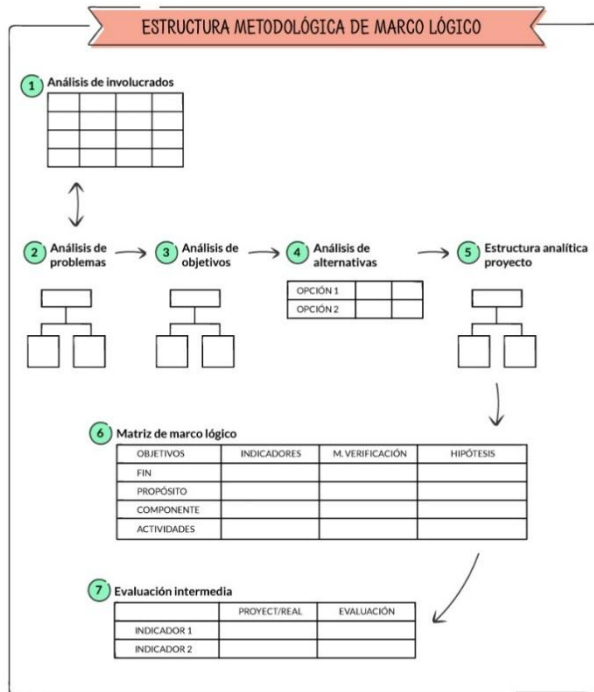 ESTRUCTURA METODOLÓGICA DE MARCO LÓGICO
1 Análisis de involucrados
2 Análisis de
problemas
3 Análisis de
objetivos
4 Análisis de
alternativas
OPCIÓN 1
OPCIÓN 2
5 Estructura analítica
proyecto
6 Matriz de marco lógico
OBJETIVOS INDICADORES M. VERIFICACIÓN HIPÓTESIS
FIN
PROPÓSITO
COMPONENTE
ACTIVIDADES
7 Evaluación intermedia
PROYECT/REAL EVALUACIÓN
INDICADOR 1
INDICADOR 2